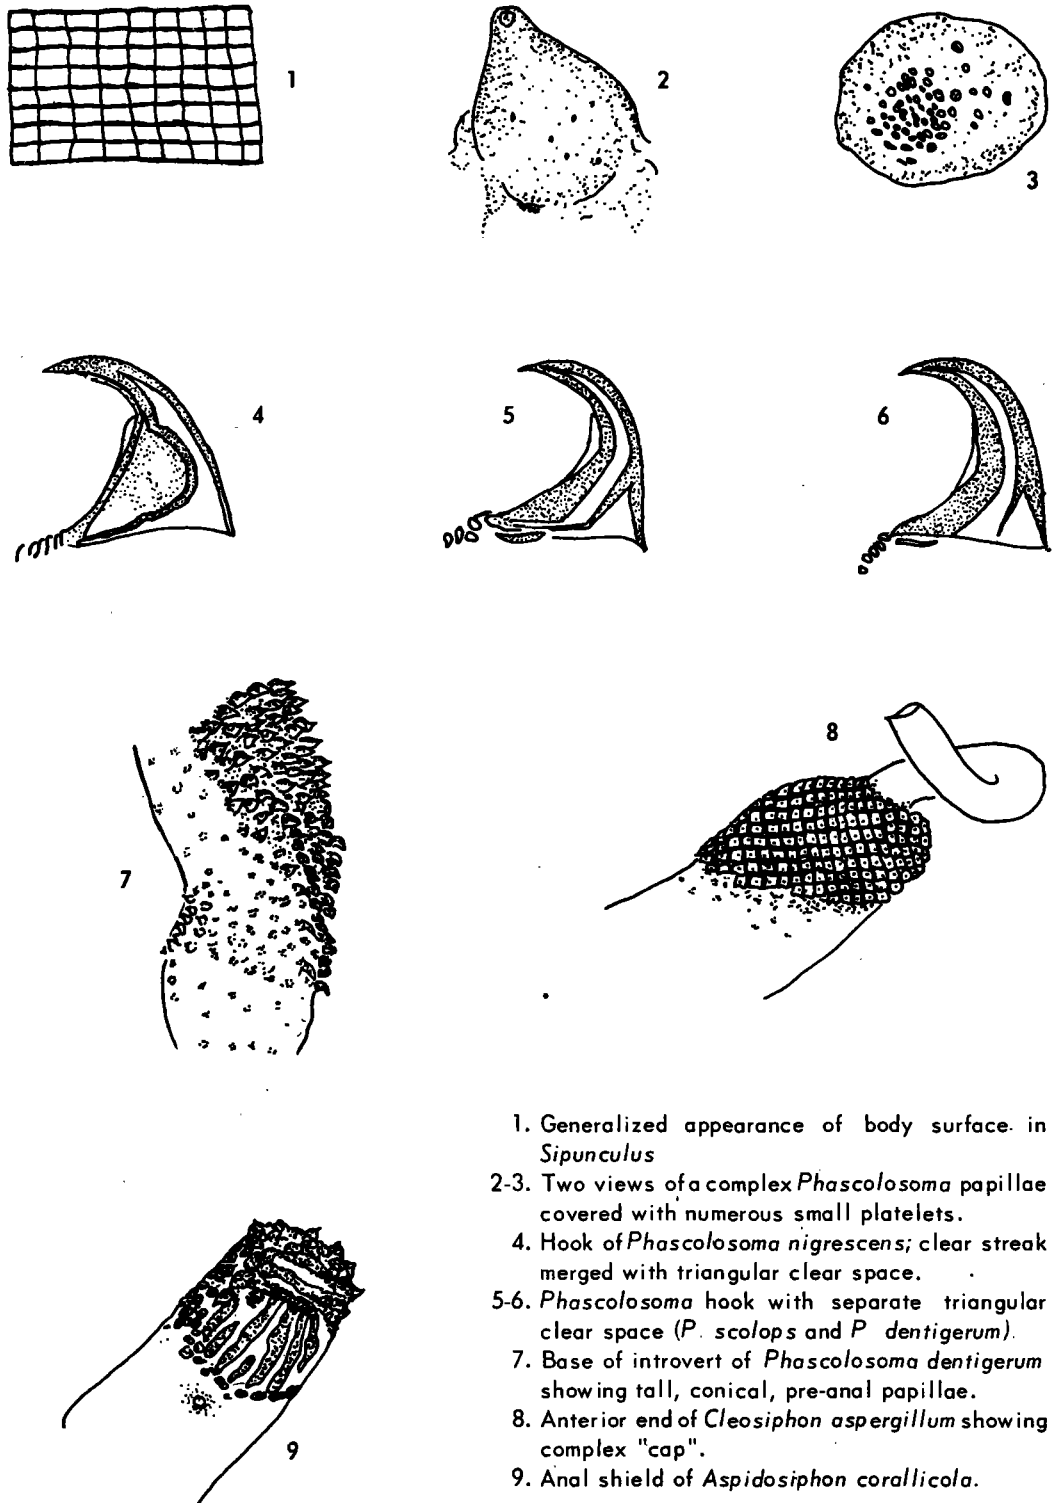 1
2
3
4
5
6
7
8
9
1. Generalized appearance of body surface in
Sipunculus
2-3. Two views of a complex Phascolosoma papillae
covered with numerous small platelets.
4. Hook of Phascolosoma nigrescens; clear streak
merged with triangular clear space.
5-6. Phascolosoma hook with separate triangular
clear space (P. scolops and P dentigerum).
7. Base of introvert of Phascolosoma dentigerum
showing tall, conical, pre-anal papillae.
8. Anterior end of Cleosiphon aspergillum showing
complex "cap".
9. Anal shield of Aspidosiphon corallicola.